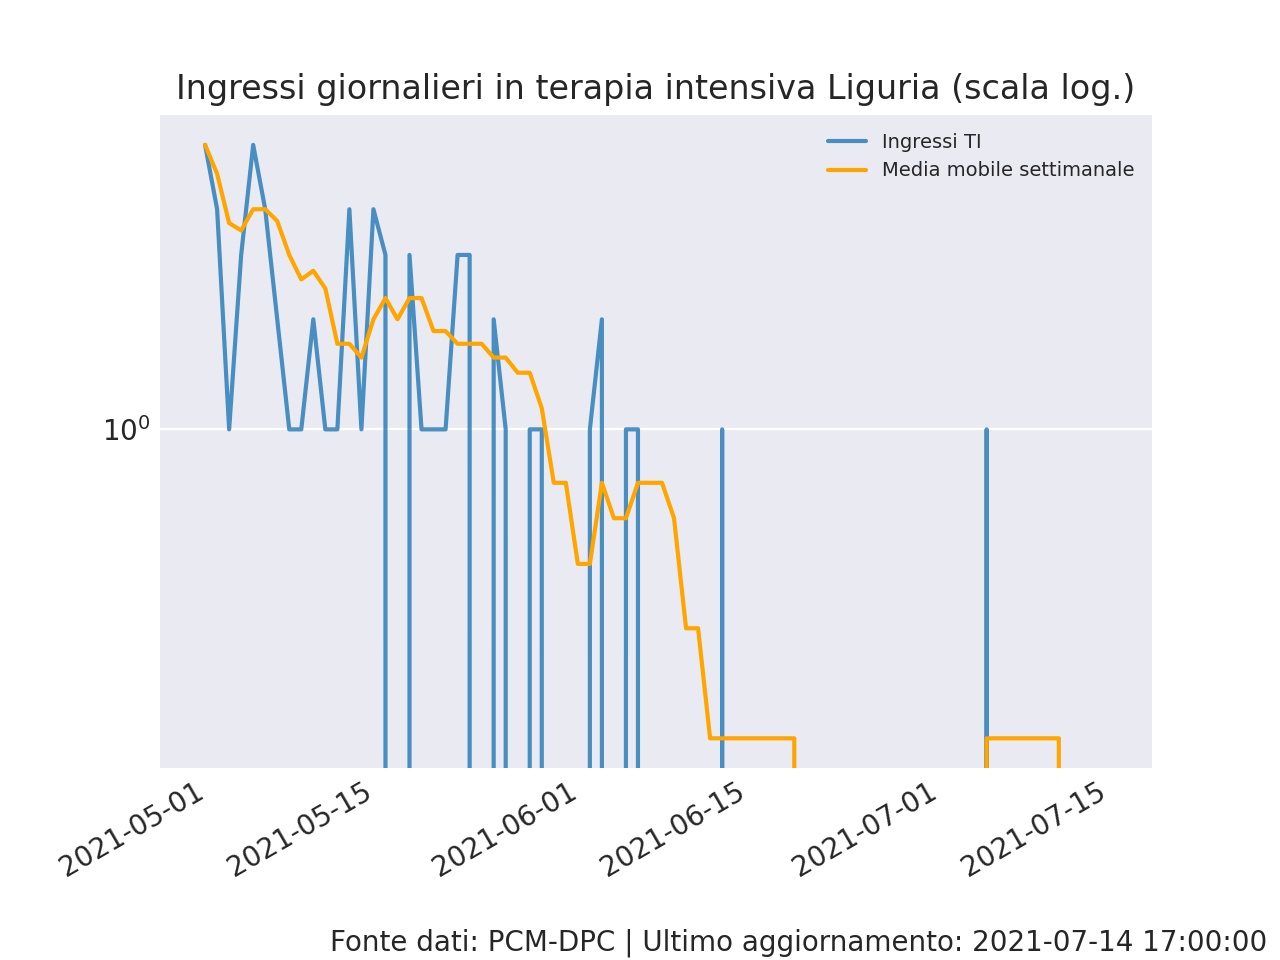 Ingressi giornalieri in terapia intensiva Liguria (scala log.)
Ingressi TI
Media mobile settimanale
10⁰
2021-05-01
2021-05-15
2021-06-01
2021-06-15
2021-07-01
2021-07-15
Fonte dati: PCM-DPC | Ultimo aggiornamento: 2021-07-14 17:00:00